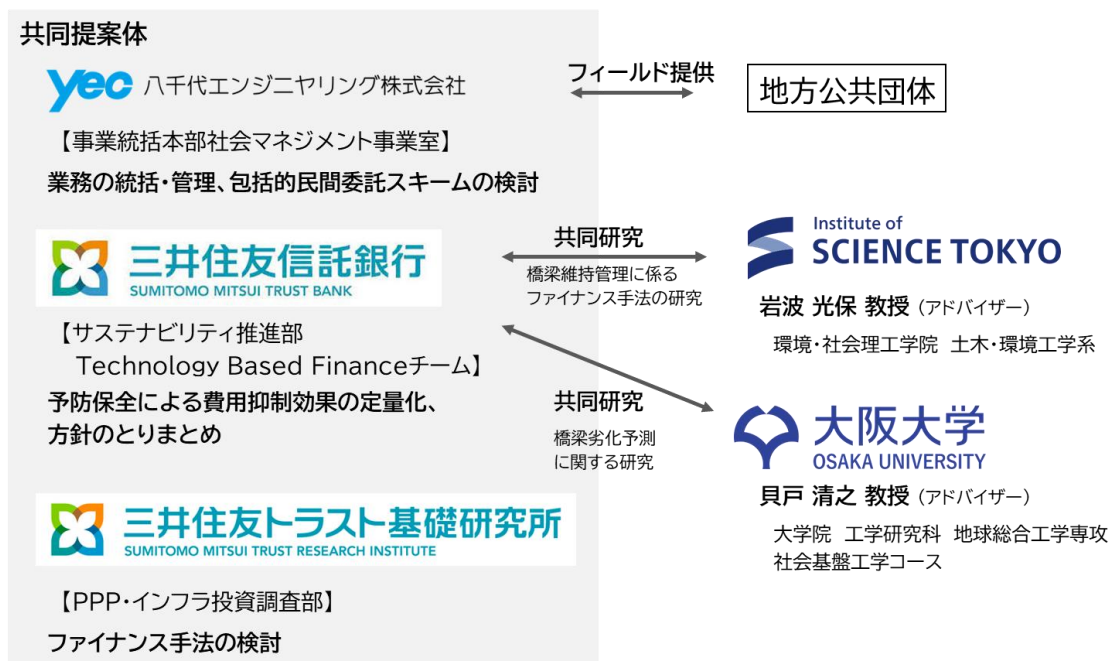 共同提案体
yec 八千代エンジニヤリング株式会社
【事業統括本部社会マネジメント事業室】
業務の統括・管理、包括的民間委託スキームの検討
フィールド提供
地方公共団体
三井住友信託銀行
SUMITOMO MITSUI TRUST BANK
【サステナビリティ推進部
Technology Based Financeチーム】
予防保全による費用抑制効果の定量化、
方針のとりまとめ
共同研究
橋梁維持管理に係る
ファイナンス手法の研究
Institute of
SCIENCE TOKYO
岩波 光保 教授（アドバイザー）
環境・社会理工学院 土木・環境工学系
共同研究
橋梁劣化予測
に関する研究
大阪大学
OSAKA UNIVERSITY
貝戸 清之 教授（アドバイザー）
大学院 工学研究科 地球総合工学専攻
社会基盤工学コース
三井住友トラスト基礎研究所
SUMITOMO MITSUI TRUST RESEARCH INSTITUTE
【PPP・インフラ投資調査部】
ファイナンス手法の検討